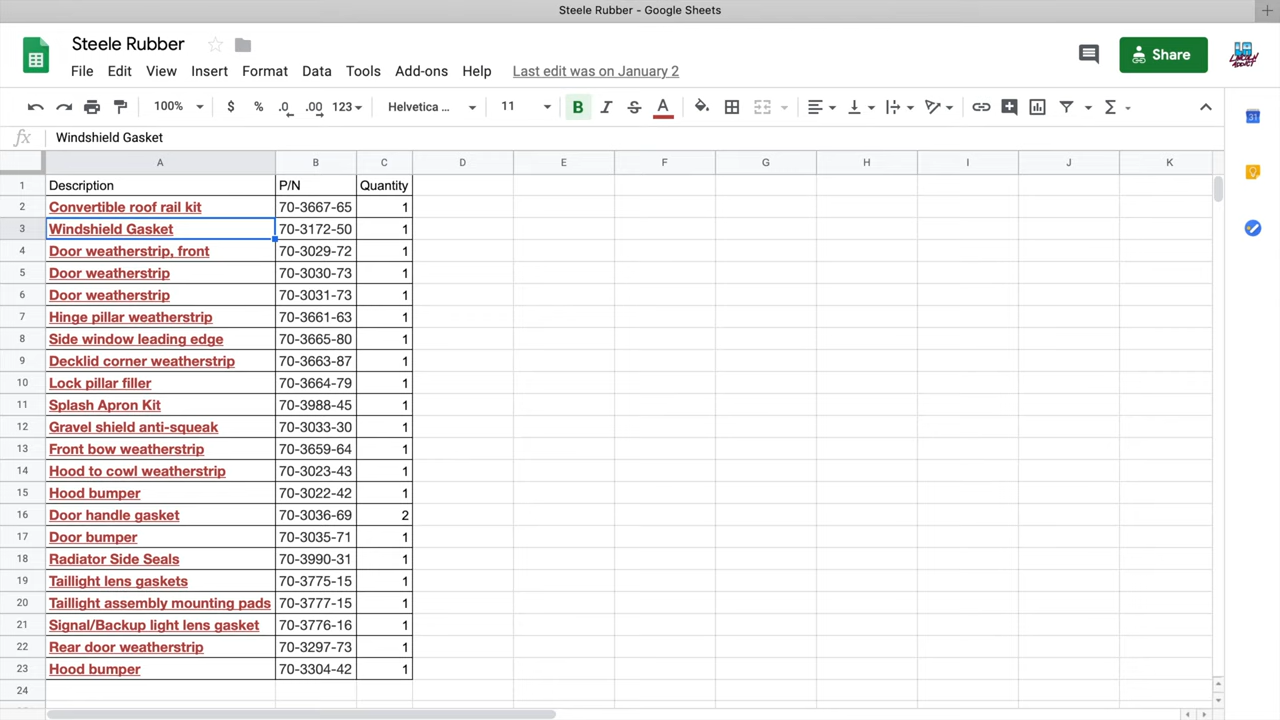 Steele Rubber - Google Sheets
Steele Rubber
File Edit View Insert Format Data Tools Add-ons Help Last edit was on January 2
Share
100% $ % .0 .00 123 Helvetica ... 11 B I S A
fx Windshield Gasket
A B C D E F G H I J K
1 Description P/N Quantity
2 Convertible roof rail kit 70-3667-65 1
3 Windshield Gasket 70-3172-50 1
4 Door weatherstrip, front 70-3029-72 1
5 Door weatherstrip 70-3030-73 1
6 Door weatherstrip 70-3031-73 1
7 Hinge pillar weatherstrip 70-3661-63 1
8 Side window leading edge 70-3665-80 1
9 Decklid corner weatherstrip 70-3663-87 1
10 Lock pillar filler 70-3664-79 1
11 Splash Apron Kit 70-3988-45 1
12 Gravel shield anti-squeak 70-3033-30 1
13 Front bow weatherstrip 70-3659-64 1
14 Hood to cowl weatherstrip 70-3023-43 1
15 Hood bumper 70-3022-42 1
16 Door handle gasket 70-3036-69 2
17 Door bumper 70-3035-71 1
18 Radiator Side Seals 70-3990-31 1
19 Taillight lens gaskets 70-3775-15 1
20 Taillight assembly mounting pads 70-3777-15 1
21 Signal/Backup light lens gasket 70-3776-16 1
22 Rear door weatherstrip 70-3297-73 1
23 Hood bumper 70-3304-42 1
24
31